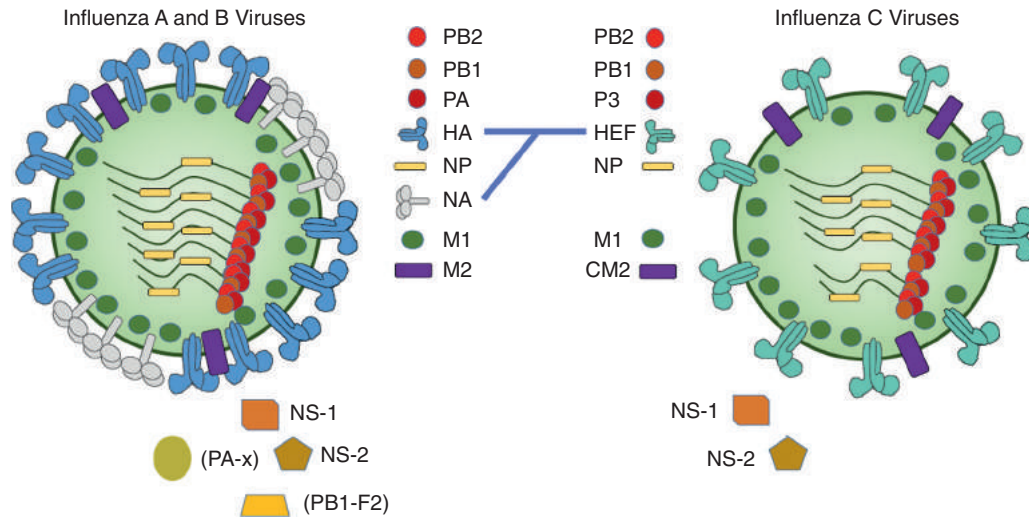 Influenza A and B Viruses
Influenza C Viruses
PB2
PB1
PA
HA
NP
NA
M1
M2
PB2
PB1
P3
HEF
NP
M1
CM2
NS-1
(PA-x)
NS-2
(PB1-F2)
NS-1
NS-2